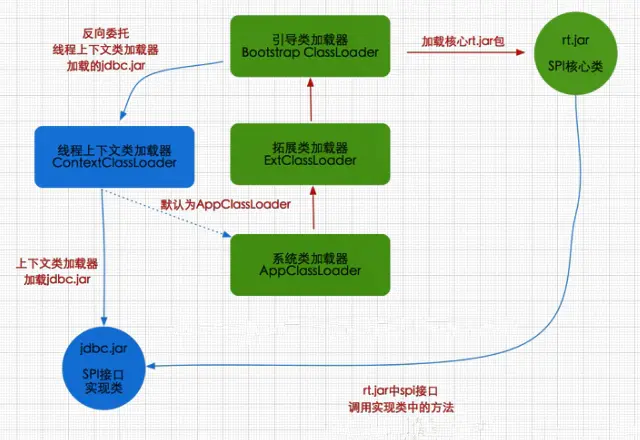 反向委托
线程上下文类加载器
加载的jdbc.jar
引导类加载器
Bootstrap ClassLoader
加载核心rt.jar包
rt.jar
SPI核心类
线程上下文类加载器
ContextClassLoader
拓展类加载器
ExtClassLoader
默认为AppClassLoader
系统类加载器
AppClassLoader
上下文类加载器
加载jdbc.jar
jdbc.jar
SPI接口
实现类
rt.jar中spi接口
调用实现类中的方法